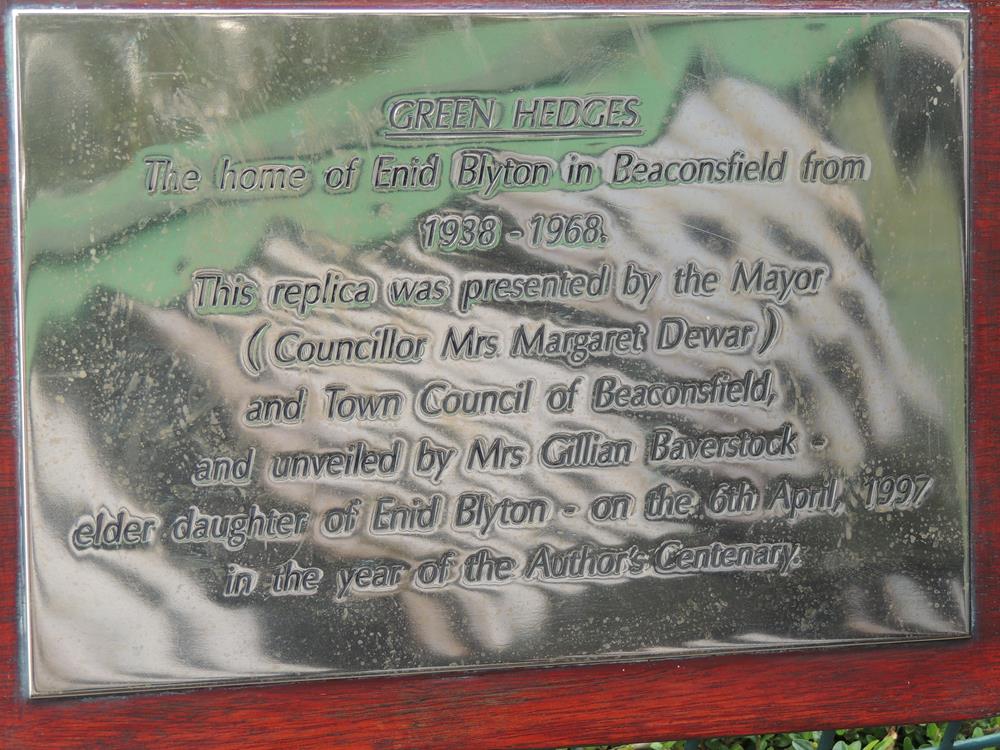 GREEN HEDGES
The home of Enid Blyton in Beaconsfield from
1938 - 1968.
This replica was presented by the Mayor
(Councillor Mrs Margaret Dewar)
and Town Council of Beaconsfield,
and unveiled by Mrs Gillian Baverstock -
elder daughter of Enid Blyton - on the 6th April, 1997
in the year of the Author's Centenary.